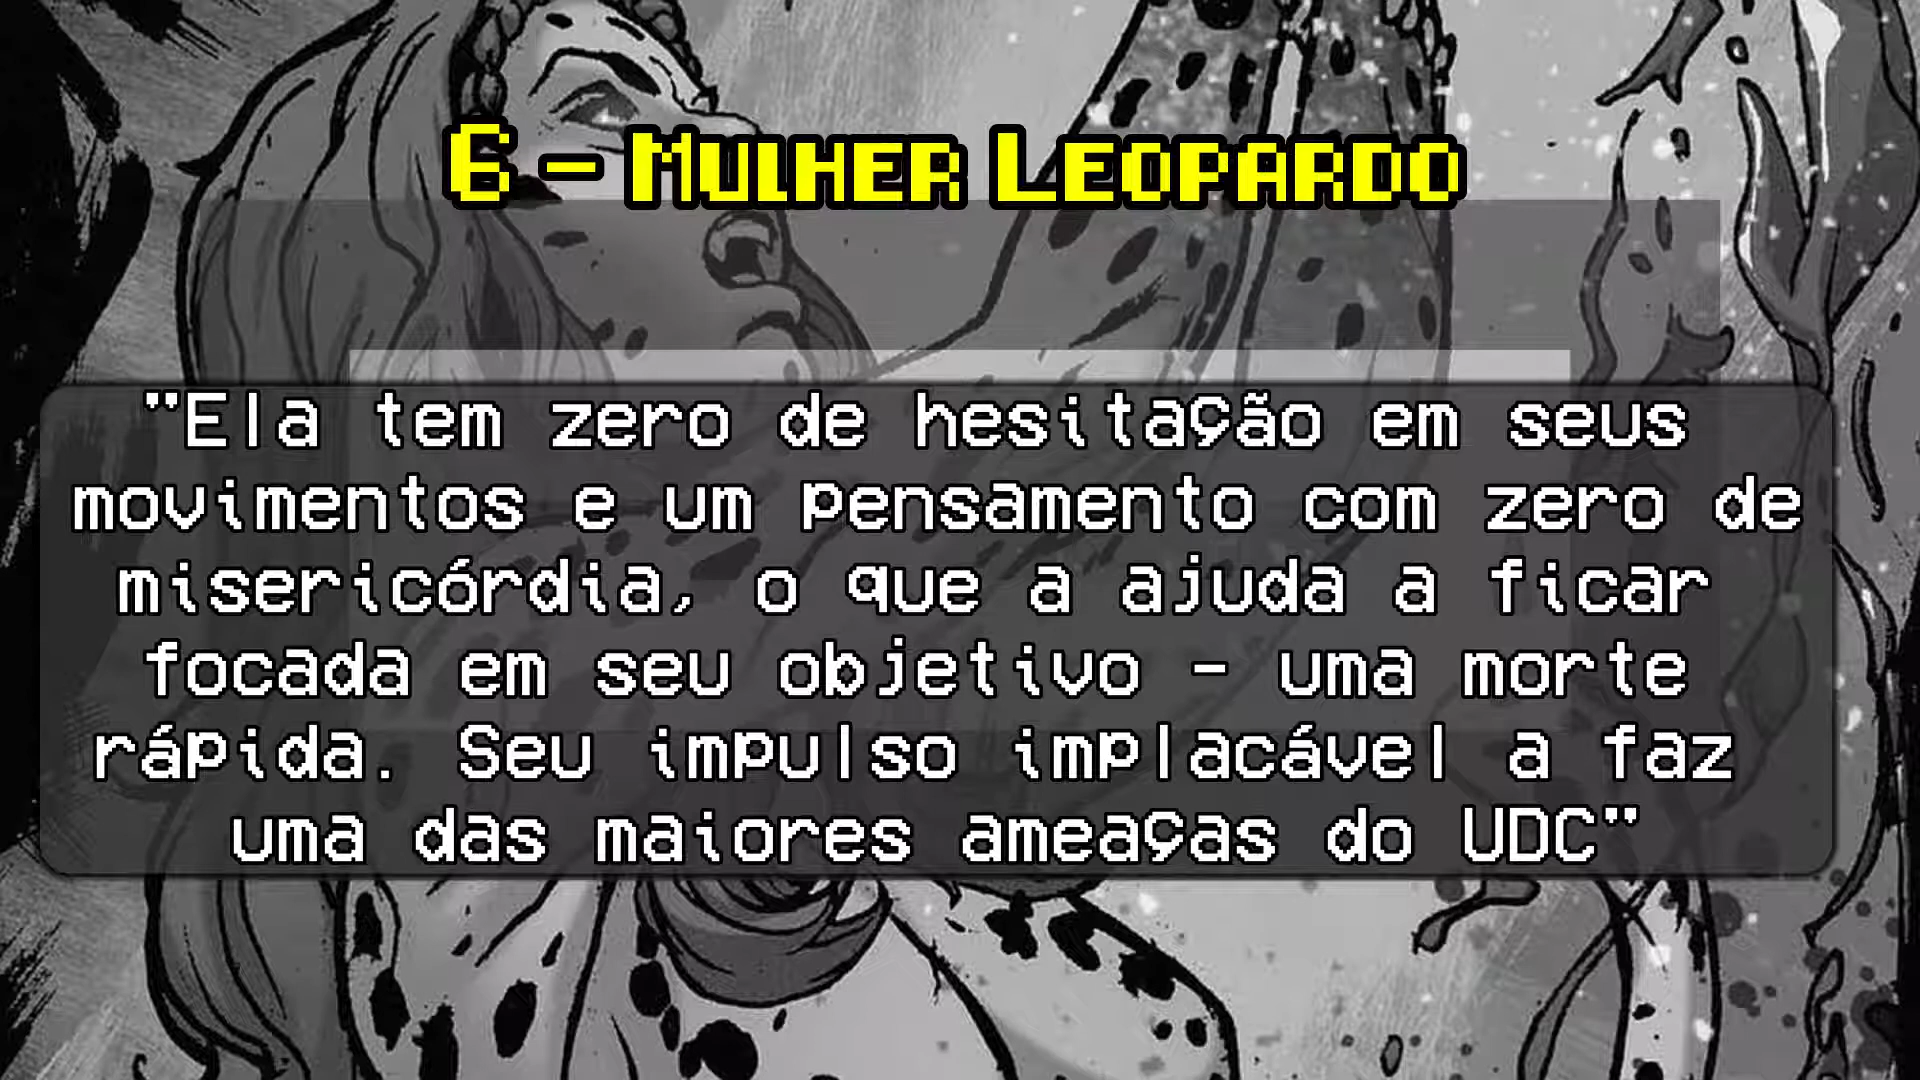 6 - Mulher Leopardo
"Ela tem zero de hesitação em seus
movimentos e um pensamento com zero de
misericórdia, o que a ajuda a ficar
focada em seu objetivo - uma morte
rápida. Seu impulso implacável a faz
uma das maiores ameaças do UDC"